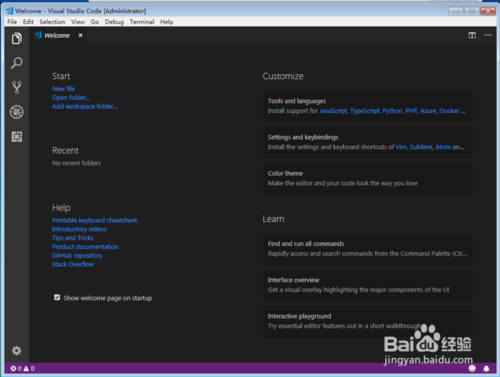 Welcome - Visual Studio Code [Administrator]
File Edit Selection View Go Debug Terminal Help
Welcome
Start
New file
Open folder...
Add workspace folder...
Recent
No recent folders
Help
Printable keyboard cheatsheet
Introductory videos
Tips and Tricks
Product documentation
GitHub repository
Stack Overflow
Show welcome page on startup
Customize
Tools and languages
Install support for JavaScript, TypeScript, Python, PHP, Azure, Docker ...
Settings and keybindings
Install the settings and keyboard shortcuts of Vim, Sublime, Atom an...
Color theme
Make the editor and your code look the way you love
Learn
Find and run all commands
Rapidly access and search commands from the Command Palette (Ctr...
Interface overview
Get a visual overlay highlighting the major components of the UI
Interactive playground
Try essential editor features out in a short walkthrough
Baidu经验
jingyan.baidu.com
0 0